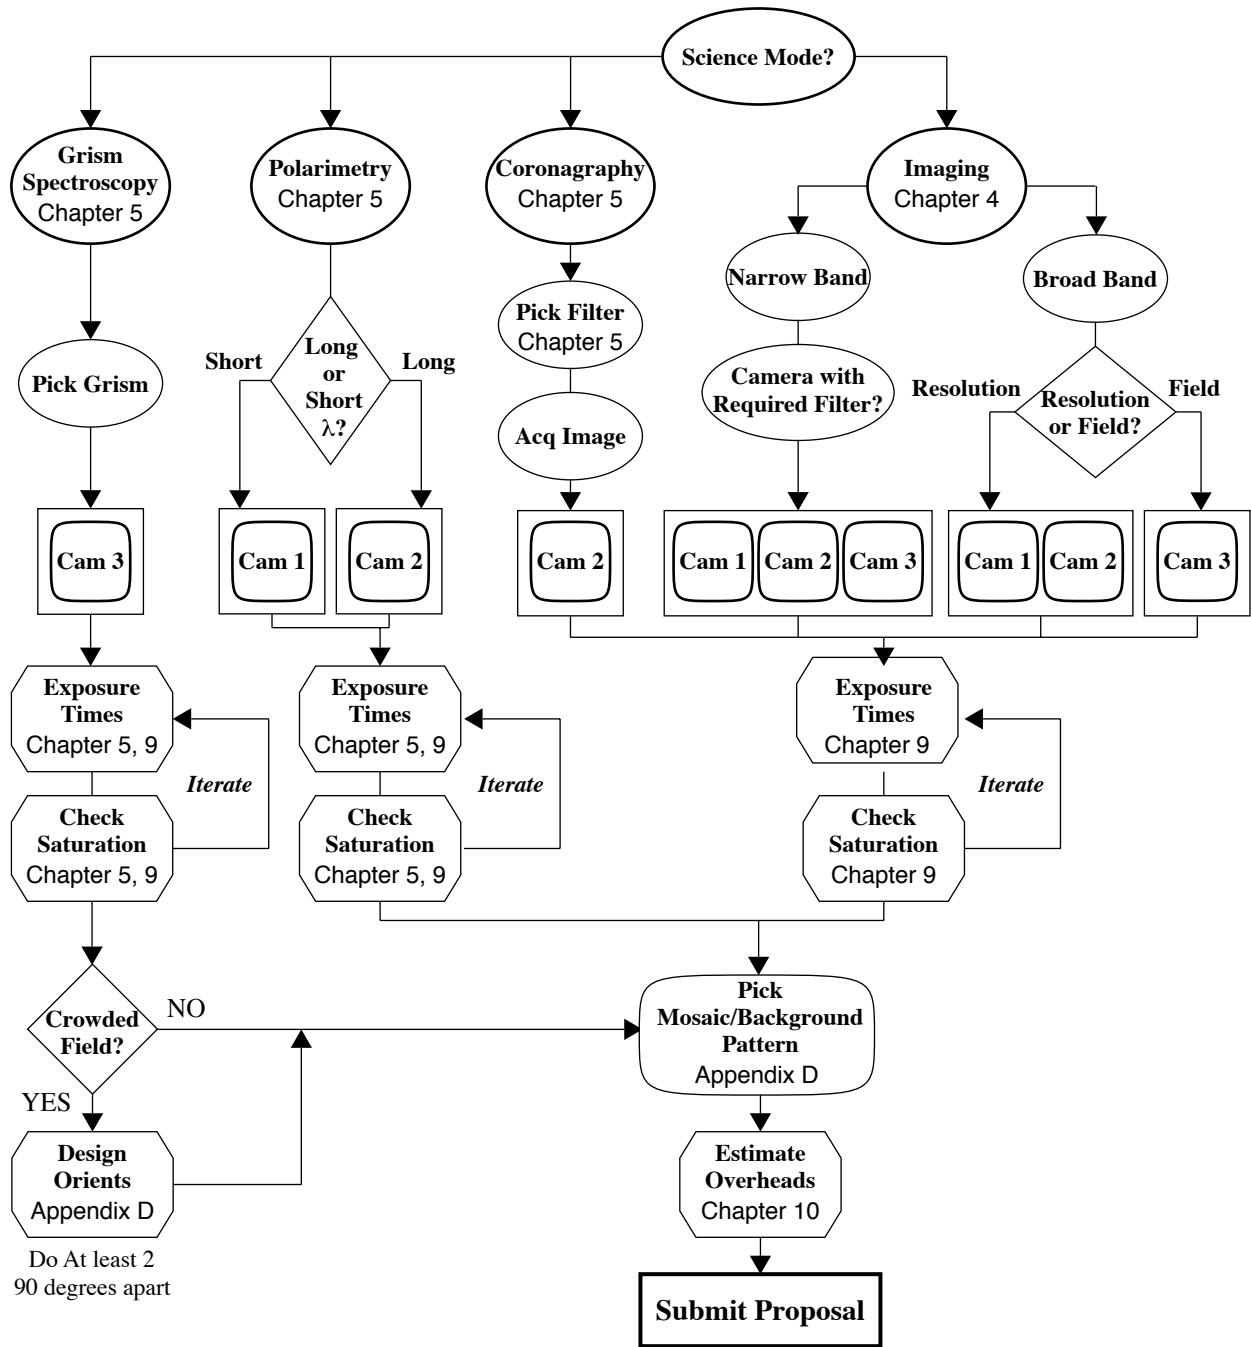 Science Mode?
Grism
Spectroscopy
Chapter 5
Polarimetry
Chapter 5
Coronagraphy
Chapter 5
Imaging
Chapter 4
Narrow Band
Broad Band
Pick Filter
Chapter 5
Pick Grism
Short
Long
or
Short
λ?
Long
Camera with
Required Filter?
Resolution
Resolution
or Field?
Field
Acq Image
Cam 3
Cam 1
Cam 2
Cam 2
Cam 1
Cam 2
Cam 3
Cam 1
Cam 2
Cam 3
Exposure
Times
Chapter 5, 9
Iterate
Check
Saturation
Chapter 5, 9
Exposure
Times
Chapter 5, 9
Iterate
Check
Saturation
Chapter 5, 9
Exposure
Times
Chapter 9
Iterate
Check
Saturation
Chapter 9
Crowded
Field?
NO
YES
Pick
Mosaic/Background
Pattern
Appendix D
Design
Orients
Appendix D
Do At least 2
90 degrees apart
Estimate
Overheads
Chapter 10
Submit Proposal